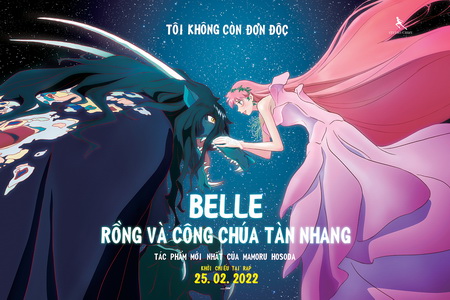 TÔI KHÔNG CÒN ĐƠN ĐỘC
BELLE
RỒNG VÀ CÔNG CHÚA TÀN NHANG
TÁC PHẨM MỚI NHẤT CỦA MAMORU HOSODA
KHỞI CHIẾU TẠI RẠP
25. 02. 2022